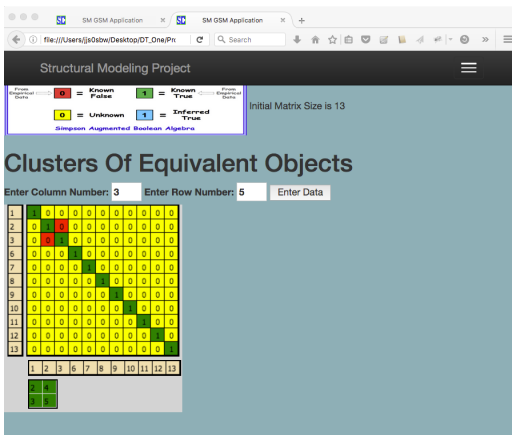 SM GSM Application × SM GSM Application × +
file:///Users/jjs0sbw/Desktop/DT_One/Pr Search
Structural Modeling Project
From Empirical Data 0 = Known False 1 = Known True From Empirical Data
0 = Unknown 1 = Inferred True
Simpson Augmented Boolean Algebra
Initial Matrix Size is 13
Clusters Of Equivalent Objects
Enter Column Number: 3 Enter Row Number: 5 Enter Data
1 1 0 0 0 0 0 0 0 0 0 0
2 0 1 0 0 0 0 0 0 0 0 0
3 0 0 1 0 0 0 0 0 0 0 0
6 0 0 0 1 0 0 0 0 0 0 0
7 0 0 0 0 1 0 0 0 0 0 0
8 0 0 0 0 0 1 0 0 0 0 0
9 0 0 0 0 0 0 1 0 0 0 0
10 0 0 0 0 0 0 0 1 0 0 0
11 0 0 0 0 0 0 0 0 1 0 0
12 0 0 0 0 0 0 0 0 0 1 0
13 0 0 0 0 0 0 0 0 0 0 1
1 2 3 6 7 8 9 10 11 12 13
2 4
3 5